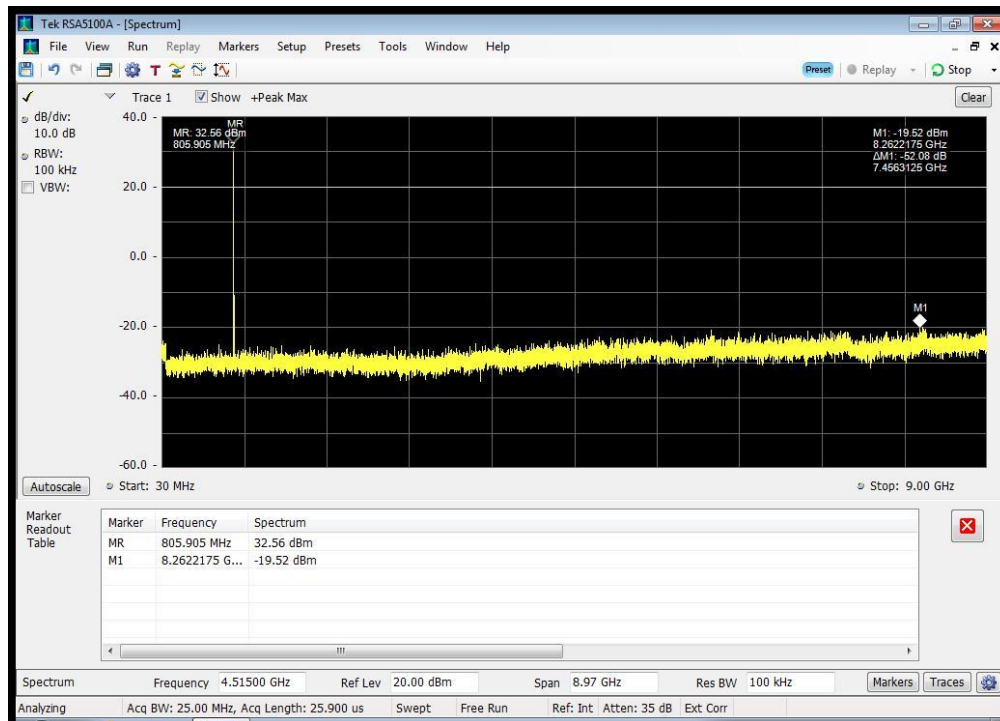 Tek RSA5100A - [Spectrum]
File View Run Replay Markers Setup Presets Tools Window Help
T Preset Replay Stop
Trace 1 Show +Peak Max Clear
dB/div:
10.0 dB
RBW:
100 kHz
VBW:
40.0 -
20.0 -
0.0 -
-20.0 -
-40.0 -
-60.0 -
MR
MR: 32.56 dBm
805.905 MHz
M1: -19.52 dBm
8.2622175 GHz
ΔM1: -52.08 dB
7.4563125 GHz
M1
Autoscale Start: 30 MHz Stop: 9.00 GHz
Marker
Readout
Table
Marker Frequency Spectrum
MR 805.905 MHz 32.56 dBm
M1 8.2622175 G... -19.52 dBm
Spectrum Frequency 4.51500 GHz Ref Lev 20.00 dBm Span 8.97 GHz Res BW 100 kHz Markers Traces
Analyzing Acq BW: 25.00 MHz, Acq Length: 25.900 us Swept Free Run Ref: Int Atten: 35 dB Ext Corr